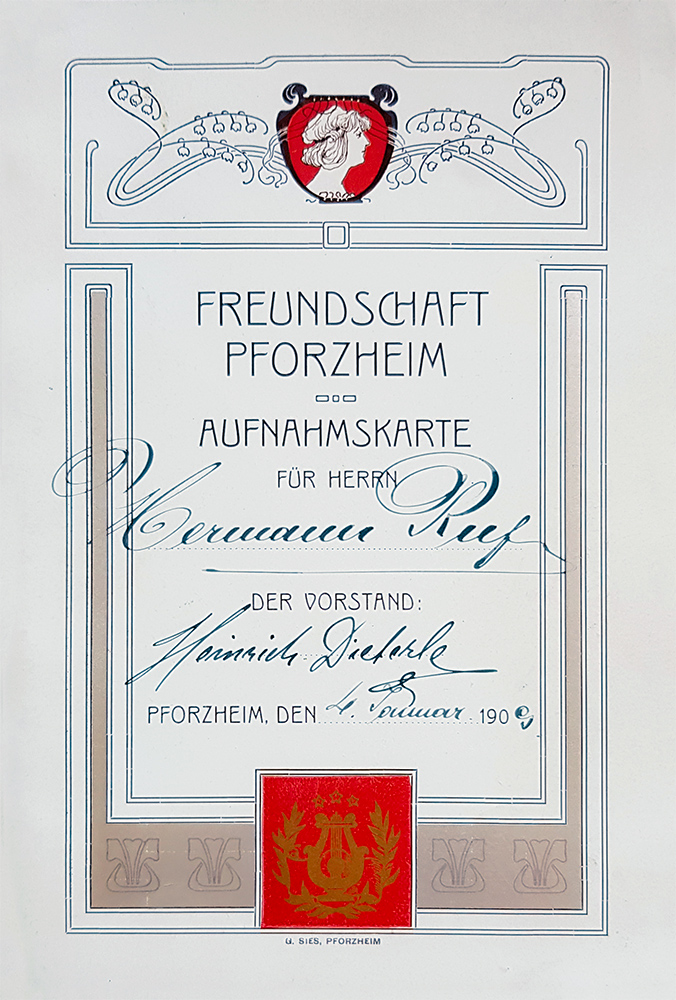 FREUNDSCHAFT
PFORZHEIM
AUFNAHMSKARTE
FÜR HERRN
Hermann Ruf
DER VORSTAND:
Heinrich Dieterle
PFORZHEIM, DEN 4. Januar 1909
G. SIES, PFORZHEIM